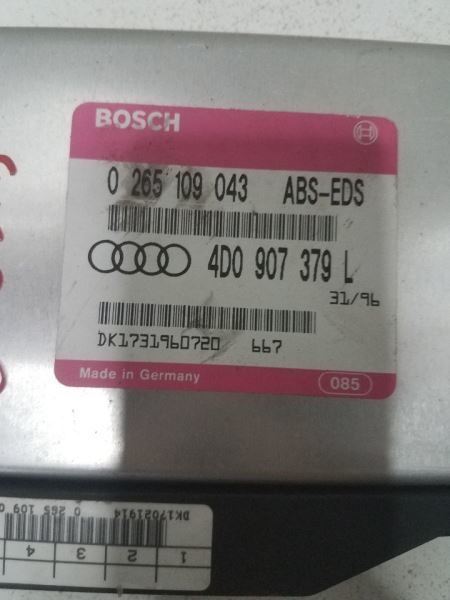 BOSCH
0 265 109 043 ABS-EDS
4D0 907 379 L
31/96
DK1731960720 667
Made in Germany 085
DK17021914 0 265 109 0
1 2 3 4